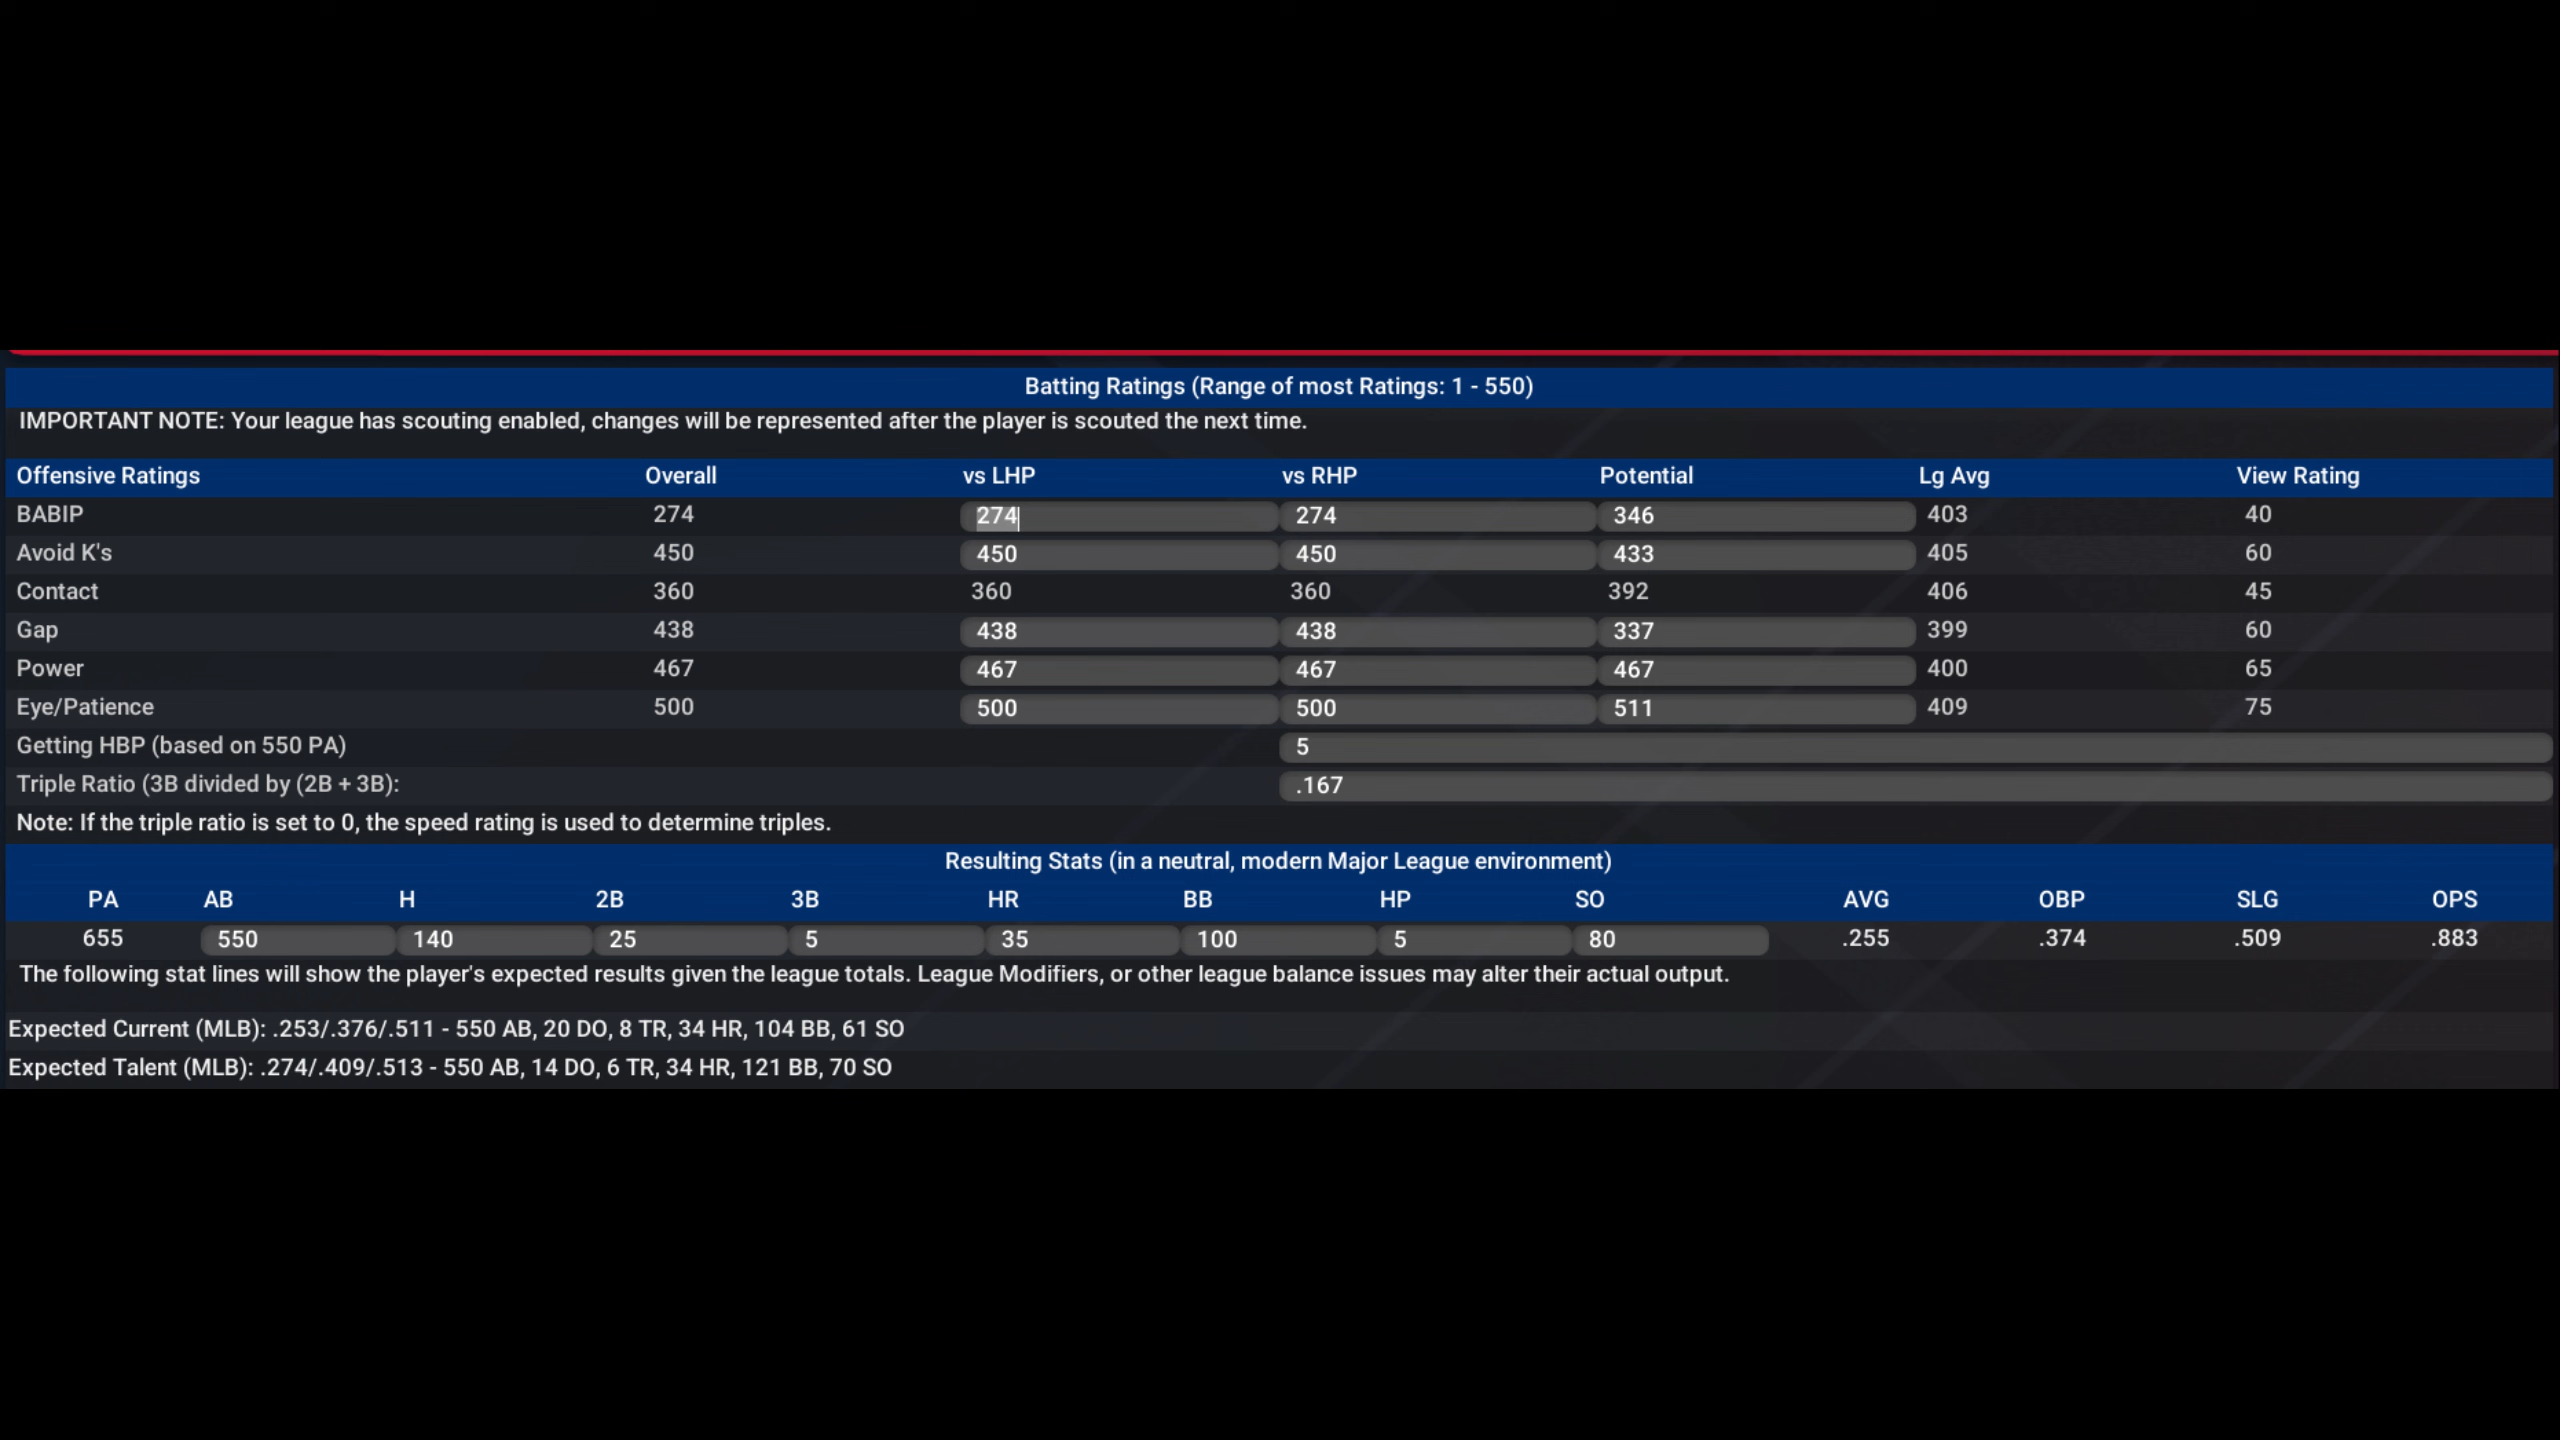 Batting Ratings (Range of most Ratings: 1 - 550)
IMPORTANT NOTE: Your league has scouting enabled, changes will be represented after the player is scouted the next time.
Offensive Ratings Overall vs LHP vs RHP Potential Lg Avg View Rating
BABIP 274 274 274 346 403 40
Avoid K's 450 450 450 433 405 60
Contact 360 360 360 392 406 45
Gap 438 438 438 337 399 60
Power 467 467 467 467 400 65
Eye/Patience 500 500 500 511 409 75
Getting HBP (based on 550 PA) 5
Triple Ratio (3B divided by (2B + 3B): .167
Note: If the triple ratio is set to 0, the speed rating is used to determine triples.
Resulting Stats (in a neutral, modern Major League environment)
PA AB H 2B 3B HR BB HP SO AVG OBP SLG OPS
655 550 140 25 5 35 100 5 80 .255 .374 .509 .883
The following stat lines will show the player's expected results given the league totals. League Modifiers, or other league balance issues may alter their actual output.
Expected Current (MLB): .253/.376/.511 - 550 AB, 20 DO, 8 TR, 34 HR, 104 BB, 61 SO
Expected Talent (MLB): .274/.409/.513 - 550 AB, 14 DO, 6 TR, 34 HR, 121 BB, 70 SO